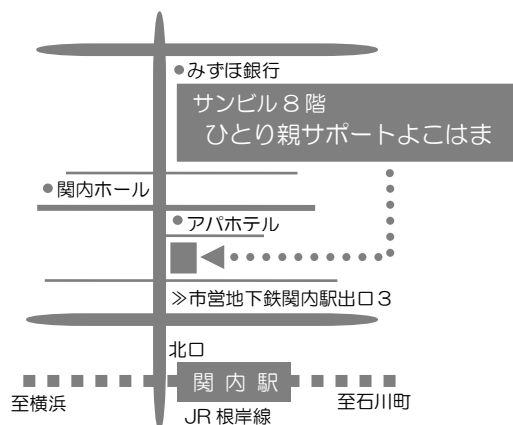 みずほ銀行
サンビル8階
ひとり親サポートよこはま
関内ホール
アパホテル
≫市営地下鉄関内駅出口3
北口
関内駅
至横浜
至石川町
JR根岸線